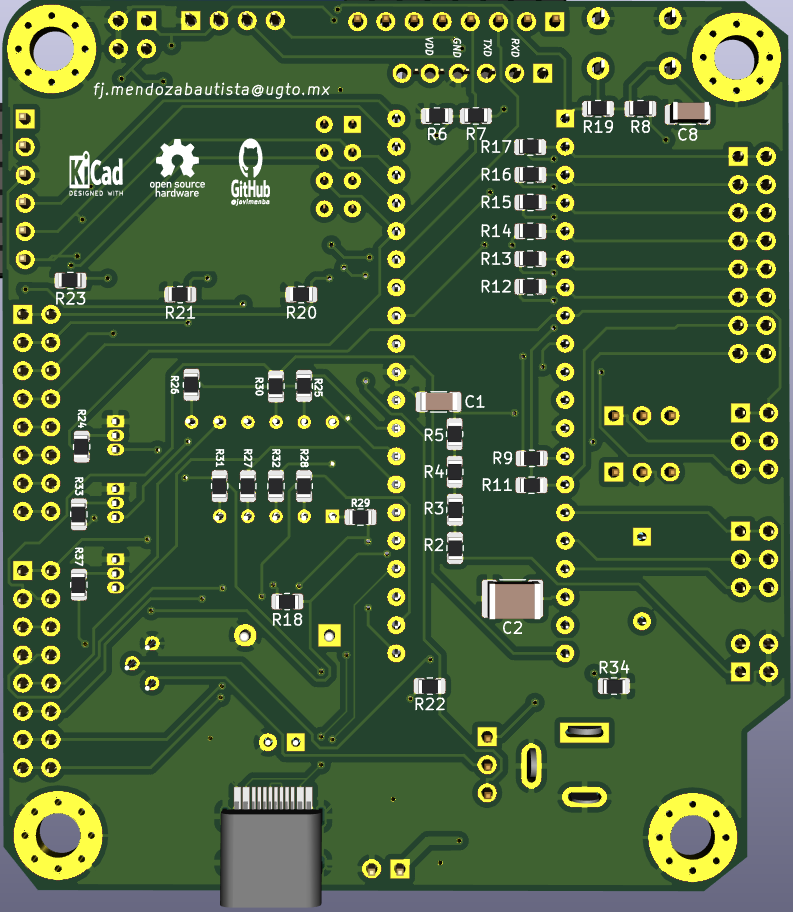 VDD GND TXD RXD
fj.mendozabautista@ugto.mx
R6 R7 R19 R8 C8
R17
KiCad
DESIGNED WITH
open source
hardware
GitHub
@javimenba
R16
R15
R14
R13
R12
R23 R21 R20
R26 R30 R25
C1
R24
R5
R31 R27 R32 R28
R4 R9
R33
R29
R11
R3
R2
R37
R18
C2
R34
R22